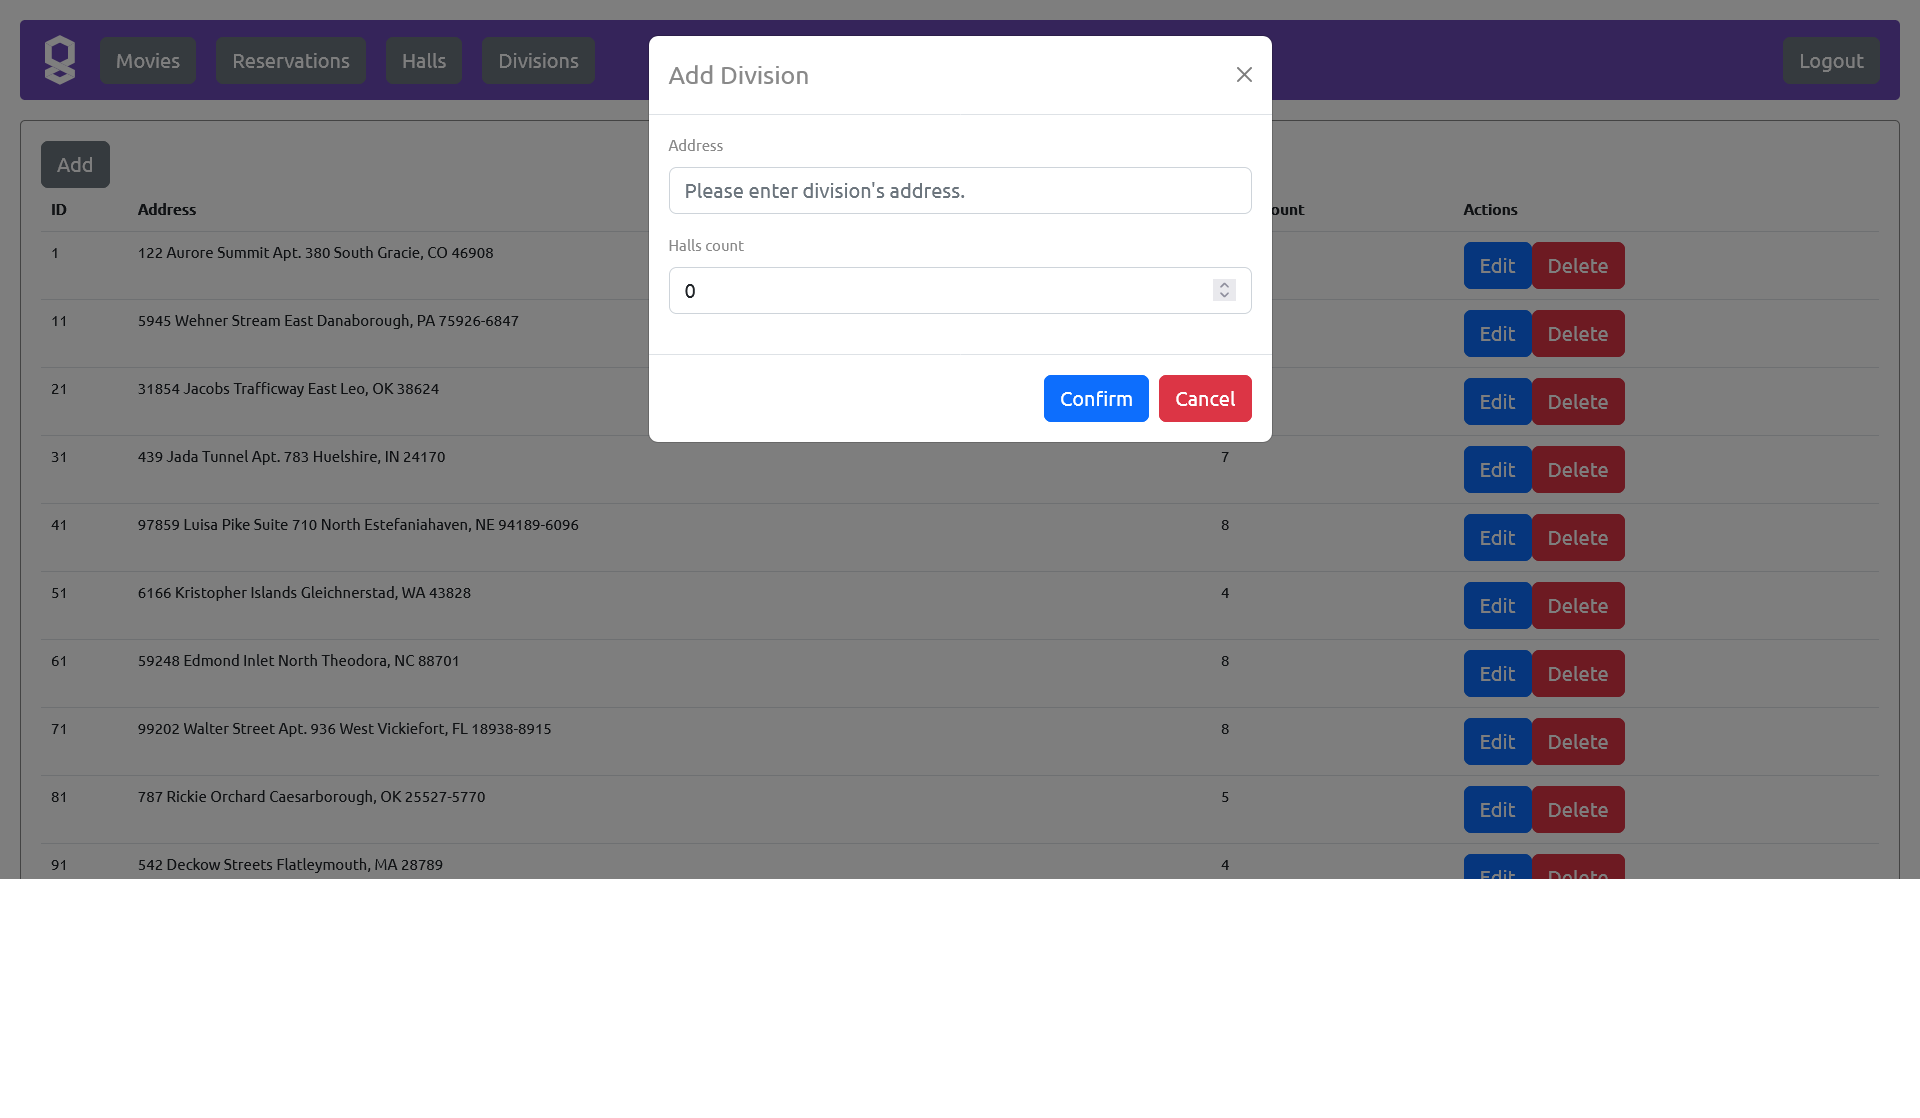 Movies Reservations Halls Divisions Logout
Add Division
Address
Please enter division's address.
Halls count
0
Confirm Cancel
Add
ID Address ount Actions
1 122 Aurore Summit Apt. 380 South Gracie, CO 46908 Edit Delete
11 5945 Wehner Stream East Danaborough, PA 75926-6847 Edit Delete
21 31854 Jacobs Trafficway East Leo, OK 38624 Edit Delete
31 439 Jada Tunnel Apt. 783 Huelshire, IN 24170 7 Edit Delete
41 97859 Luisa Pike Suite 710 North Estefaniahaven, NE 94189-6096 8 Edit Delete
51 6166 Kristopher Islands Gleichnerstad, WA 43828 4 Edit Delete
61 59248 Edmond Inlet North Theodora, NC 88701 8 Edit Delete
71 99202 Walter Street Apt. 936 West Vickiefort, FL 18938-8915 8 Edit Delete
81 787 Rickie Orchard Caesarborough, OK 25527-5770 5 Edit Delete
91 542 Deckow Streets Flatleymouth, MA 28789 4 Edit Delete